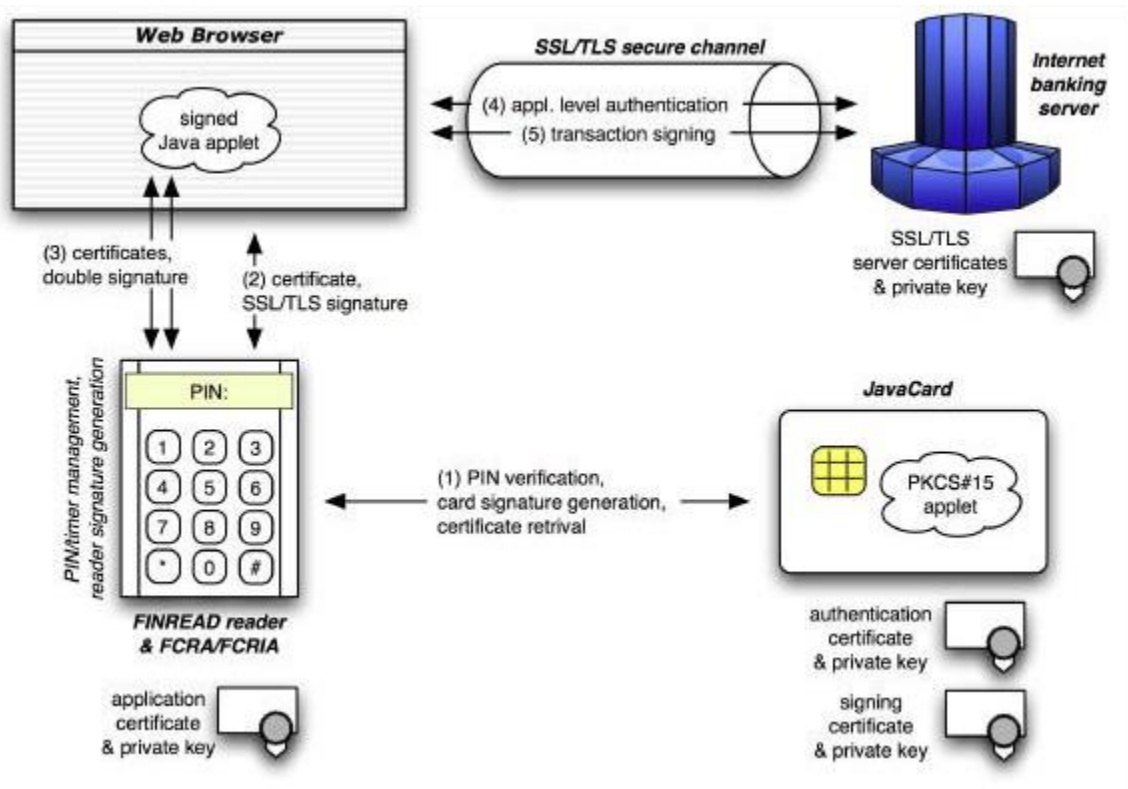 Web Browser
signed
Java applet
SSL/TLS secure channel
(4) appl. level authentication
(5) transaction signing
Internet
banking
server
SSL/TLS
server certificates
& private key
(3) certificates,
double signature
(2) certificate,
SSL/TLS signature
PIN/timer management,
reader signature generation
PIN:
1 2 3
4 5 6
7 8 9
* 0 #
FINREAD reader
& FCRA/FCRIA
application
certificate
& private key
(1) PIN verification,
card signature generation,
certificate retrival
JavaCard
PKCS#15
applet
authentication
certificate
& private key
signing
certificate
& private key